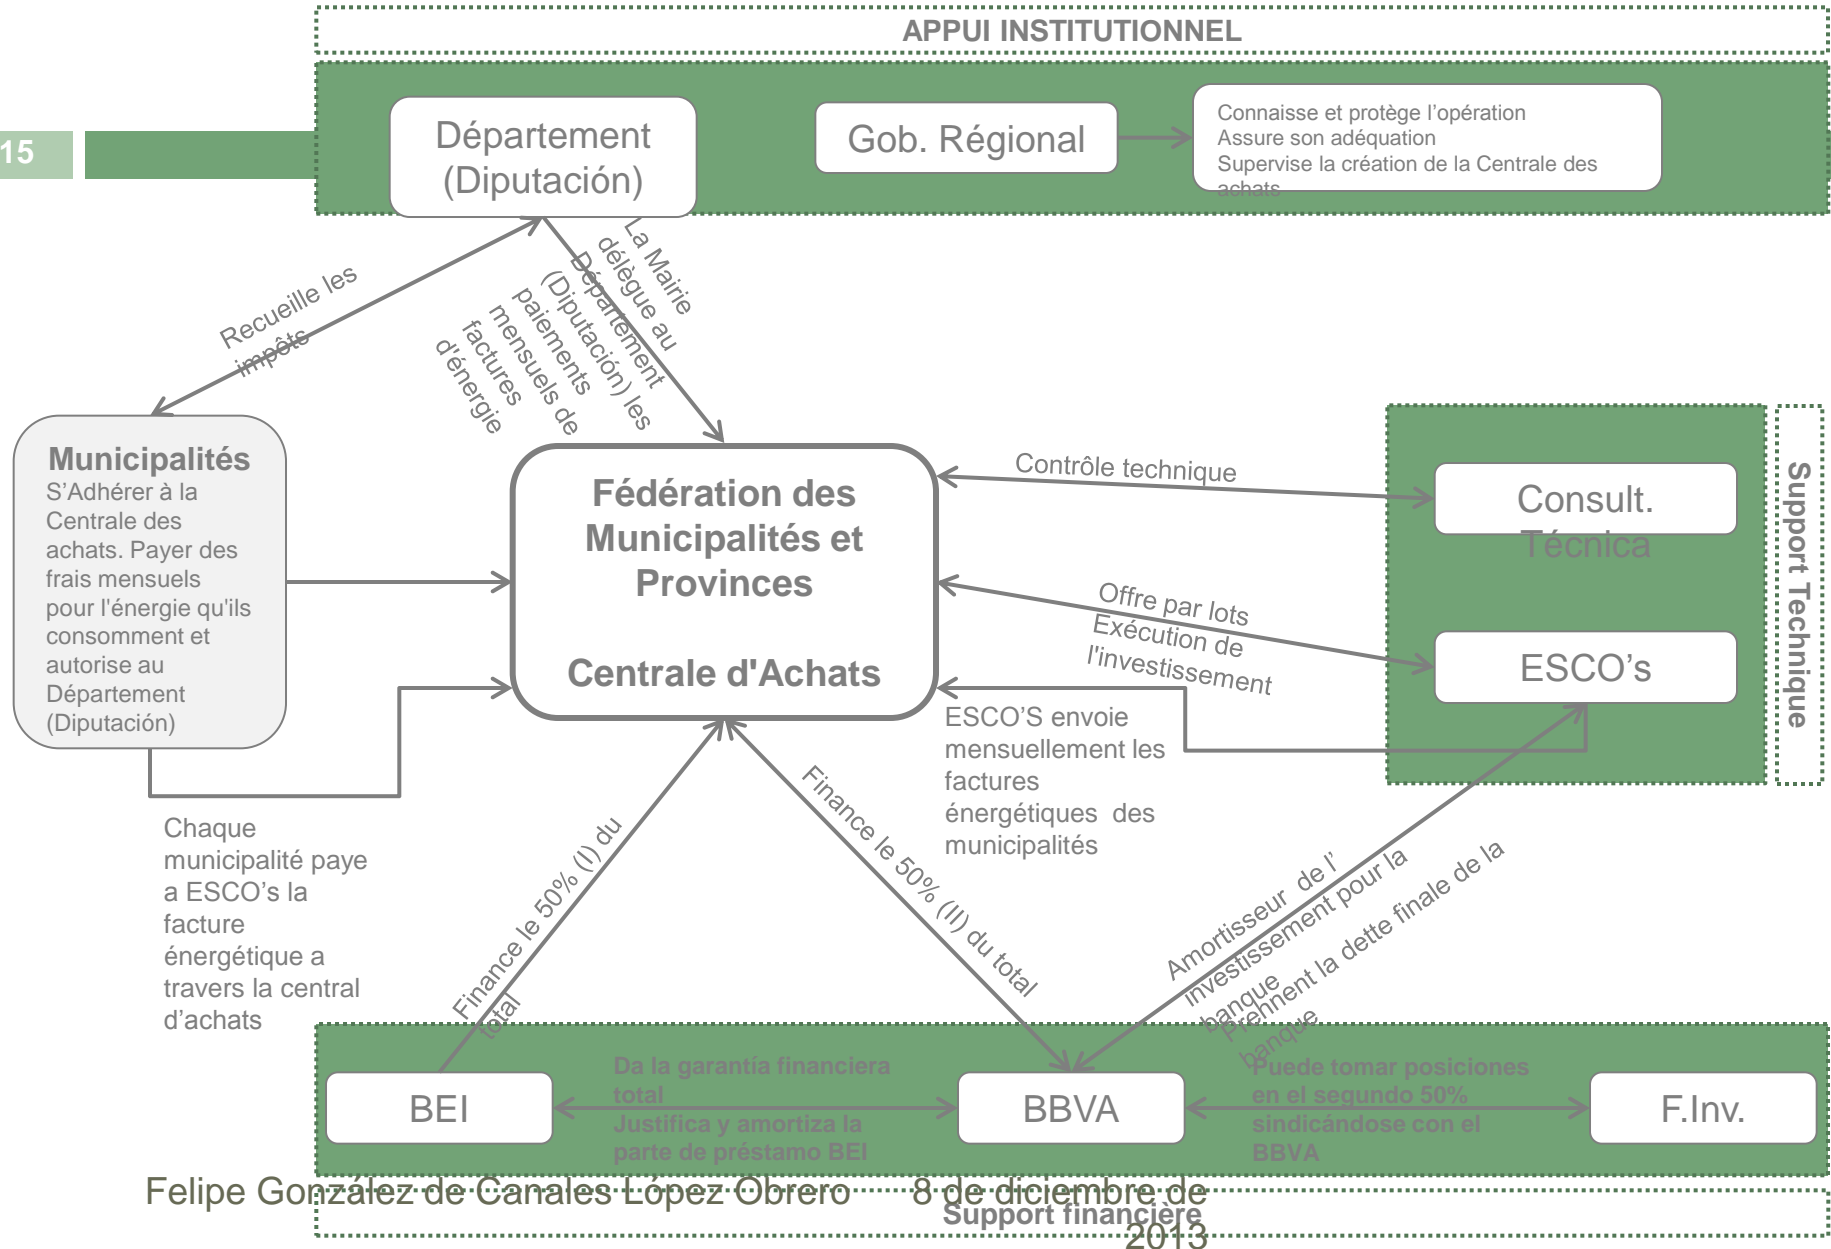 APPUI INSTITUTIONNEL
15
Département
(Diputación)
Gob. Régional
Connaisse et protège l’opération
Assure son adéquation
Supervise la création de la Centrale des
achats
Recueille les
impôts
La Mairie
délègue au
Département
(Diputación) les
paiements
mensuels de
factures
d'énergie
Municipalités
S’Adhérer à la
Centrale des
achats. Payer des
frais mensuels
pour l'énergie qu'ils
consomment et
autorise au
Département
(Diputación)
Fédération des
Municipalités et
Provinces
Centrale d'Achats
Contrôle technique
Consult.
Técnica
Support Technique
Offre par lots
Exécution de
l'investissement
ESCO’s
ESCO’S envoie
mensuellement les
factures
énergétiques des
municipalités
Chaque
municipalité paye
a ESCO’s la
facture
énergétique a
travers la central
d’achats
Finance le 50% (I) du
total
Finance le 50% (II) du total
Amortisseur de l’
investissement pour la
banque
Prennent la dette finale de la
banque
BEI
Da la garantía financiera
total
Justifica y amortiza la
parte de préstamo BEI
BBVA
Puede tomar posiciones
en el segundo 50%
sindicándose con el
BBVA
F.Inv.
Felipe González de Canales López Obrero
8 de diciembre de
2013
Support financière